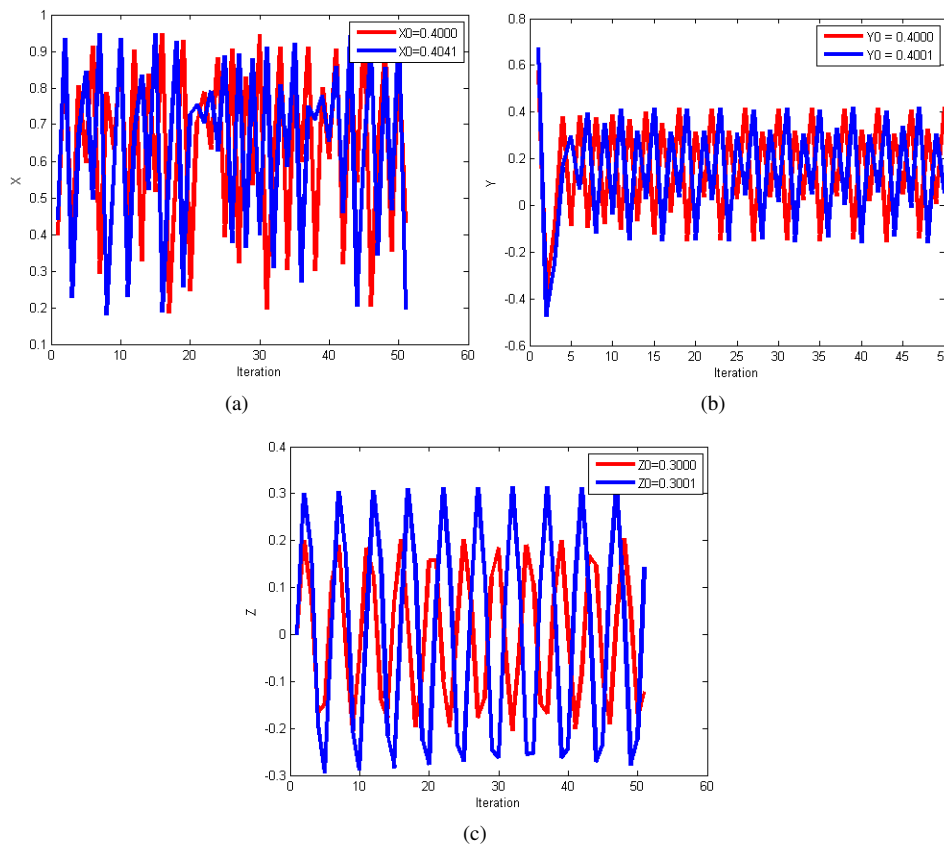 1
0.9
0.8
0.7
0.6
0.5
0.4
0.3
0.2
0.1
X
0 10 20 30 40 50 60
Iteration
X0=0.4000
X0=0.4041
(a)
0.8
0.6
0.4
0.2
0
-0.2
-0.4
-0.6
Y
0 5 10 15 20 25 30 35 40 45
Iteration
Y0 = 0.4000
Y0 = 0.4001
(b)
0.4
0.3
0.2
0.1
0
-0.1
-0.2
-0.3
Z
0 10 20 30 40 50 60
Iteration
Z0=0.3000
Z0=0.3001
(c)